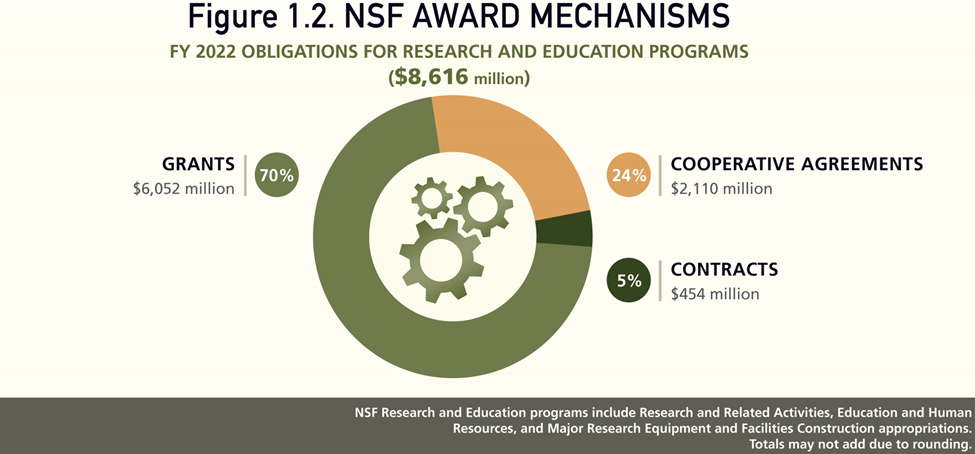 Figure 1.2. NSF AWARD MECHANISMS
FY 2022 OBLIGATIONS FOR RESEARCH AND EDUCATION PROGRAMS
($8,616 million)
GRANTS
$6,052 million
70%
24%
COOPERATIVE AGREEMENTS
$2,110 million
5%
CONTRACTS
$454 million
NSF Research and Education programs include Research and Related Activities, Education and Human
Resources, and Major Research Equipment and Facilities Construction appropriations.
Totals may not add due to rounding.